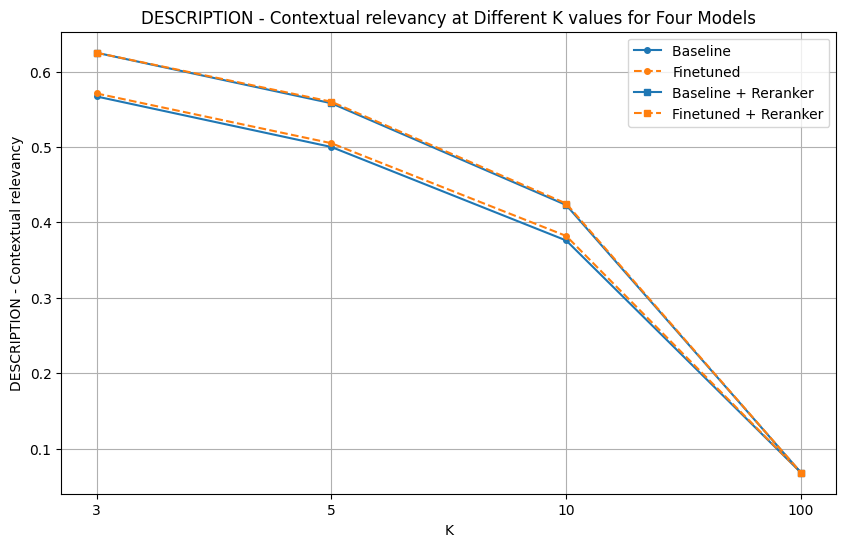 DESCRIPTION - Contextual relevancy at Different K values for Four Models
Baseline
Finetuned
Baseline + Reranker
Finetuned + Reranker
DESCRIPTION - Contextual relevancy
0.6
0.5
0.4
0.3
0.2
0.1
3
5
10
100
K